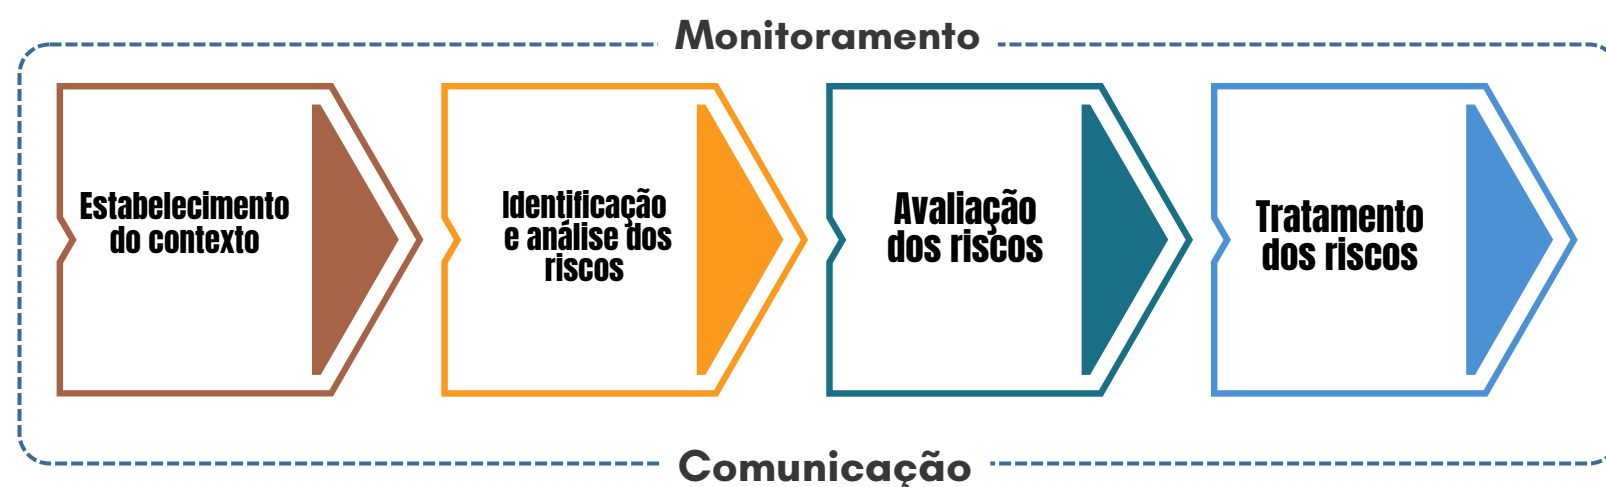 Monitoramento
Estabelecimento
do contexto
Identificação
e análise dos
riscos
Avaliação
dos riscos
Tratamento
dos riscos
Comunicação